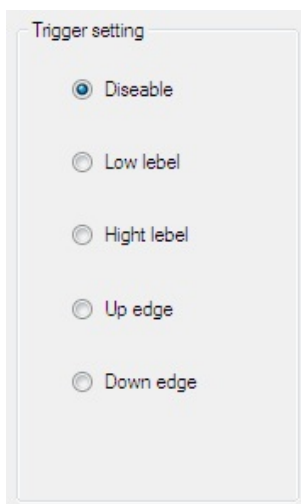 Trigger setting
Diseable
Low lebel
Hight lebel
Up edge
Down edge